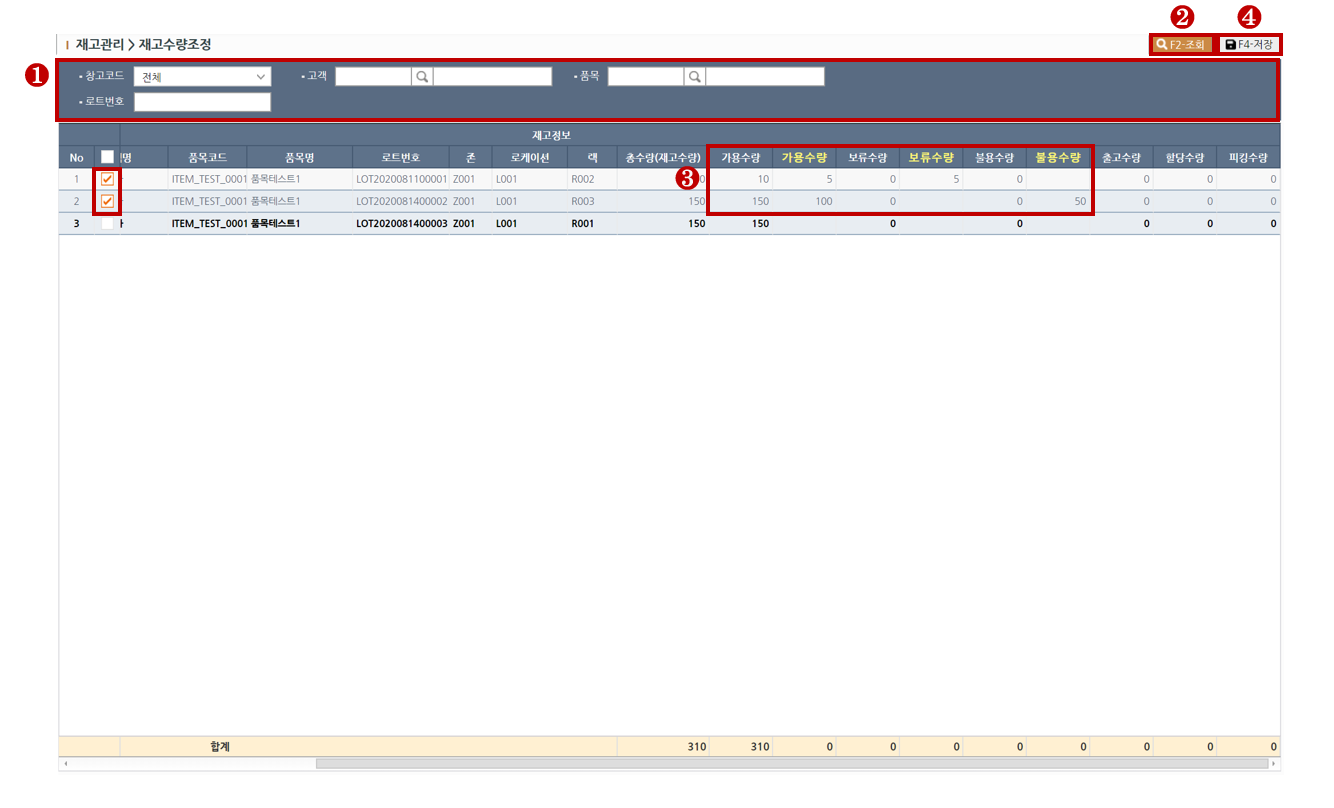 ❷ ❹
재고관리 > 재고수량조정 F2-조회 F4-저장
❶ 창고코드 전체 고객 품목
로트번호
재고정보
No 명 품목코드 품목명 로트번호 존 로케이션 랙 총수량(재고수량) 가용수량 가용수량 보류수량 보류수량 불용수량 불용수량 출고수량 할당수량 피킹수량
1 ITEM_TEST_0001 품목테스트1 LOT2020081100001 Z001 L001 R002 ❸ 0 10 5 0 5 0 0 0 0
2 ITEM_TEST_0001 품목테스트1 LOT2020081400002 Z001 L001 R003 150 150 100 0 0 50 0 0 0
3 ITEM_TEST_0001 품목테스트1 LOT2020081400003 Z001 L001 R001 150 150 0 0 0 0 0
합계 310 310 0 0 0 0 0 0 0 0